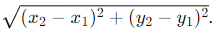 √(x₂ − x₁)² + (y₂ − y₁)².